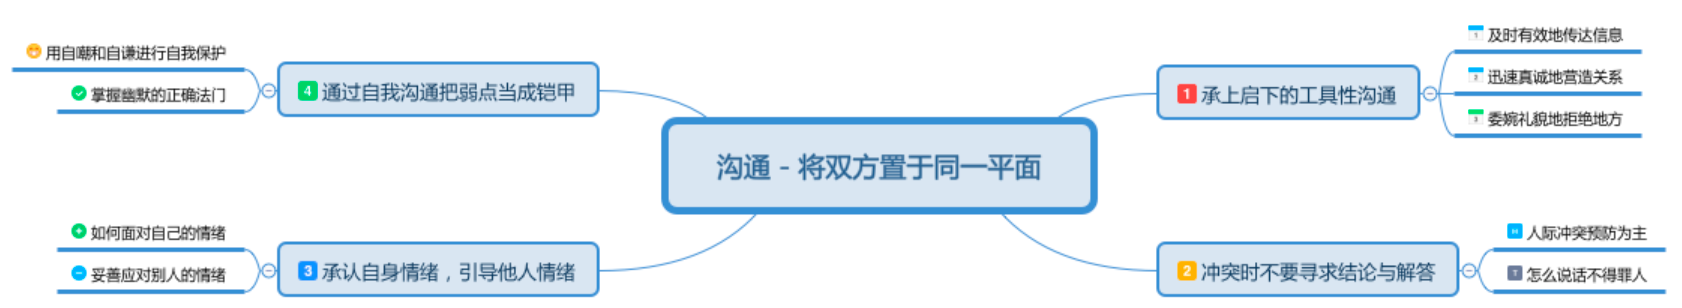 沟通 - 将双方置于同一平面
1 承上启下的工具性沟通
1 及时有效地传达信息
2 迅速真诚地营造关系
3 委婉礼貌地拒绝地方
2 冲突时不要寻求结论与解答
H 人际冲突预防为主
T 怎么说话不得罪人
3 承认自身情绪，引导他人情绪
如何面对自己的情绪
妥善应对别人的情绪
4 通过自我沟通把弱点当成铠甲
用自嘲和自谦进行自我保护
掌握幽默的正确法门